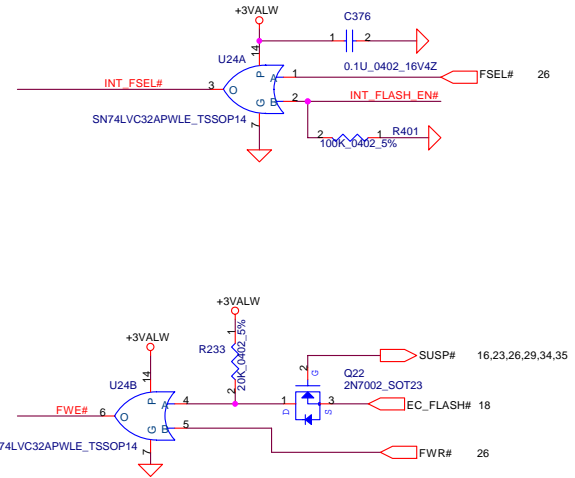 +3VALW
C376
1 2
14
U24A
0.1U_0402_16V4Z
P A 1 FSEL# 26
INT_FSEL# 3 O
G B 2 INT_FLASH_EN#
SN74LVC32APWLE_TSSOP14
7
2 1 R401
100K_0402_5%
+3VALW
+3VALW
1
R233
20K_0402_5%
2
SUSP# 16,23,26,29,34,35
14
U24B
2 G
Q22
2N7002_SOT23
P A 4
1 D S 3
EC_FLASH# 18
FWE# 6 O
G B 5
74LVC32APWLE_TSSOP14
7
FWR# 26